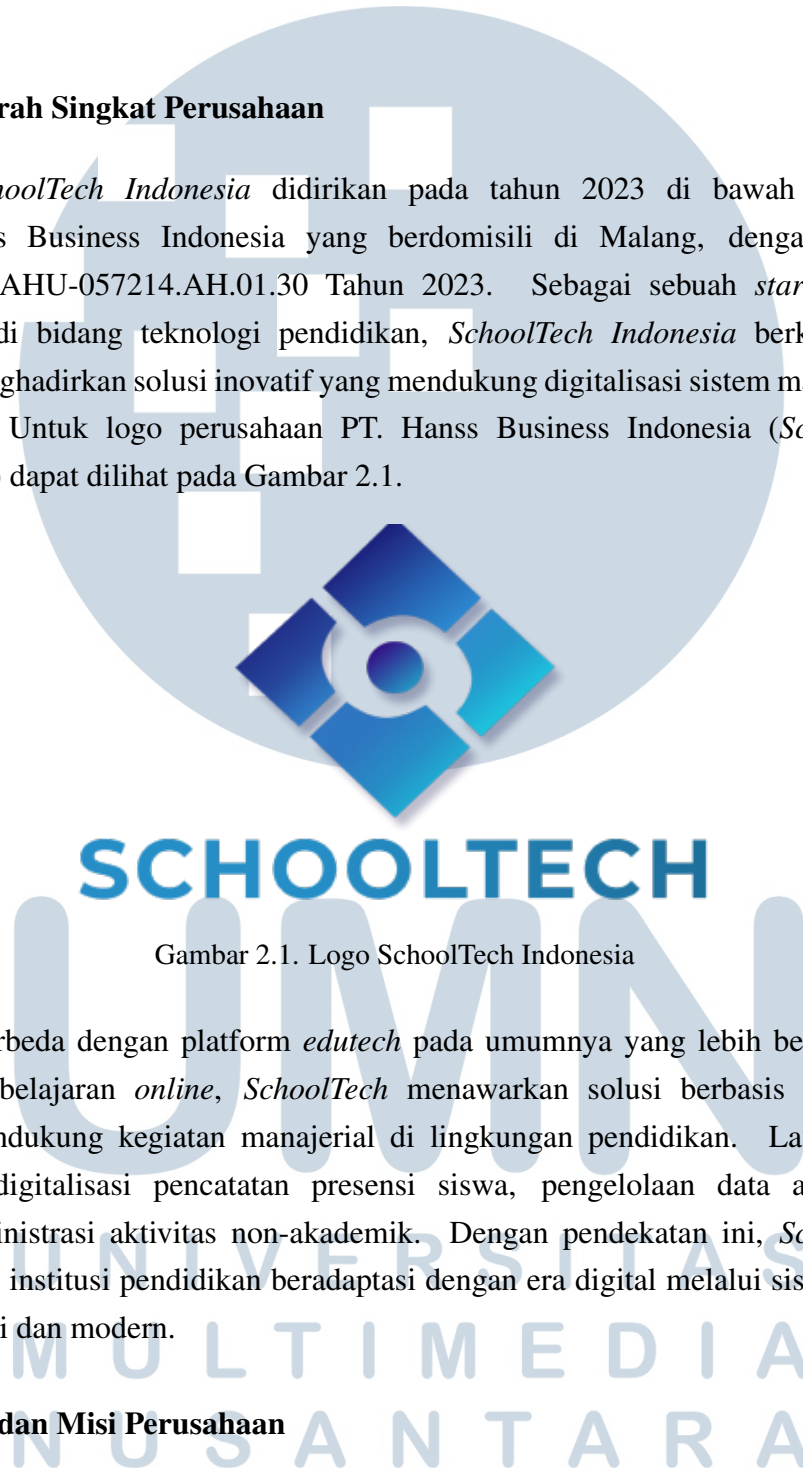 rah Singkat Perusahaan
hoolTech Indonesia didirikan pada tahun 2023 di bawah
s Business Indonesia yang berdomisili di Malang, denga
AHU-057214.AH.01.30 Tahun 2023. Sebagai sebuah star
di bidang teknologi pendidikan, SchoolTech Indonesia berk
ghadirkan solusi inovatif yang mendukung digitalisasi sistem ma
Untuk logo perusahaan PT. Hanss Business Indonesia (Sc
) dapat dilihat pada Gambar 2.1.
SCHOOLTECH
Gambar 2.1. Logo SchoolTech Indonesia
rbeda dengan platform edutech pada umumnya yang lebih be
belajaran online, SchoolTech menawarkan solusi berbasis
ndukung kegiatan manajerial di lingkungan pendidikan. La
digitalisasi pencatatan presensi siswa, pengelolaan data a
inistrasi aktivitas non-akademik. Dengan pendekatan ini, Sc
institusi pendidikan beradaptasi dengan era digital melalui sis
i dan modern.
dan Misi Perusahaan
UMN
UNIVERSITAS
MULTIMEDIA
NUSANTARA